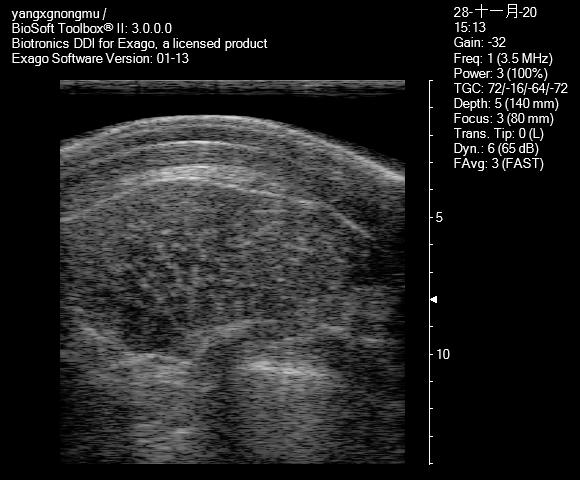 yangxgnongmu /
BioSoft Toolbox® II: 3.0.0.0
Biotronics DDI for Exago, a licensed product
Exago Software Version: 01-13
28-十一月-20
15:13
Gain: -32
Freq: 1 (3.5 MHz)
Power: 3 (100%)
TGC: 72/-16/-64/-72
Depth: 5 (140 mm)
Focus: 3 (80 mm)
Trans. Tip: 0 (L)
Dyn.: 6 (65 dB)
FAvg: 3 (FAST)
5
10